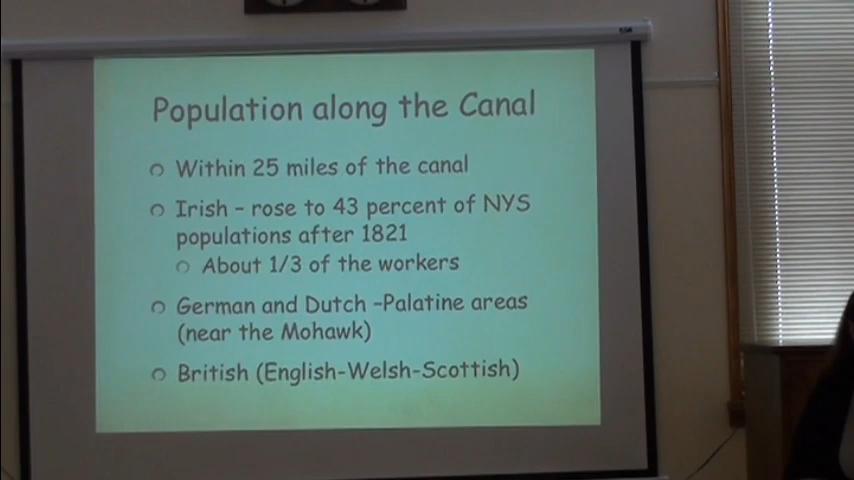 Population along the Canal
Within 25 miles of the canal
Irish – rose to 43 percent of NYS
populations after 1821
About 1/3 of the workers
German and Dutch –Palatine areas
(near the Mohawk)
British (English-Welsh-Scottish)